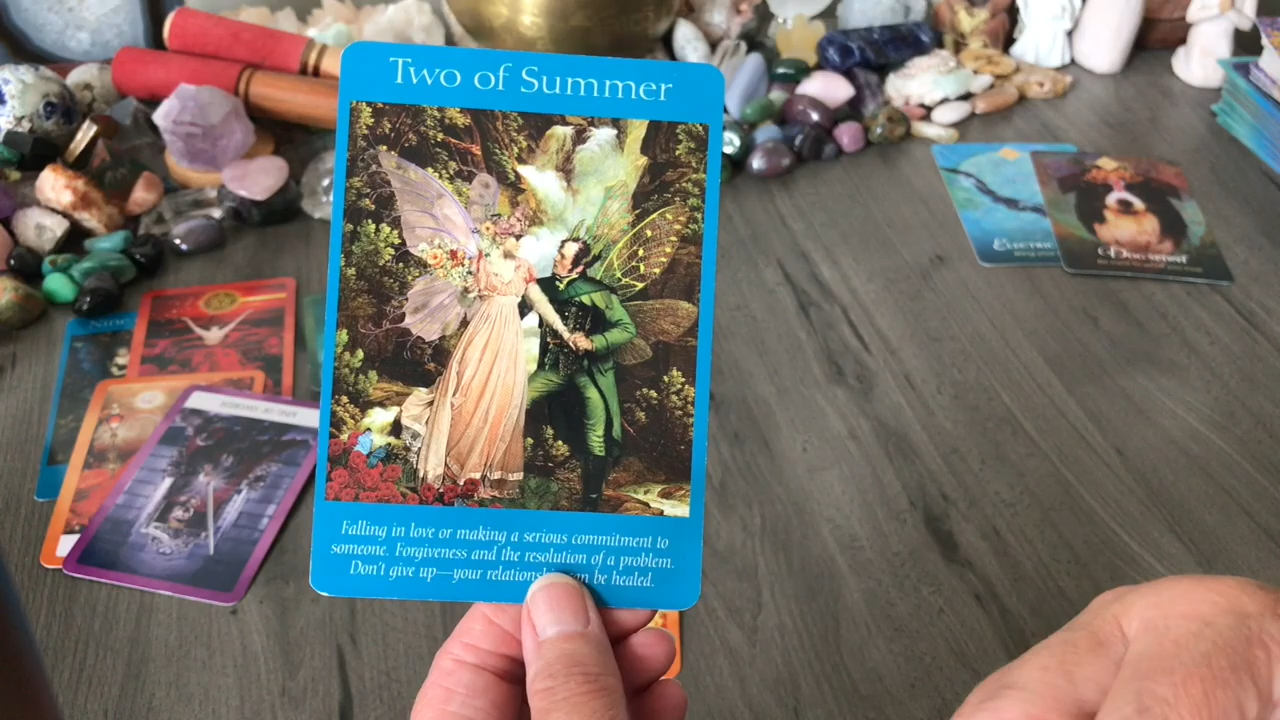 Two of Summer
Falling in love or making a serious commitment to
someone. Forgiveness and the resolution of a problem.
Don't give up—your can be healed.